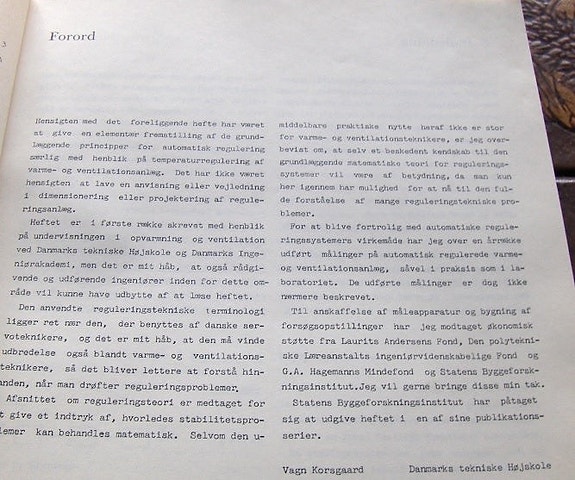 Forord
3
Hensigten med det foreliggende hefte har været
at give en elementær fremstilling af de grund-
læggende principper for automatisk regulering
særlig med henblik på temperaturregulering af
varme- og ventilationsanlæg. Det har ikke været
hensigten at lave en anvisning eller vejledning
i dimensionering eller projektering af regule-
ringsanlæg.
Heftet er i første række skrevet med henblik
på undervisningen i opvarmning og ventilation
ved Danmarks tekniske Højskole og Danmarks Inge-
niørakademi, men det er mit håb, at også rådgi-
vende og udførende ingeniører inden for dette om-
råde vil kunne have udbytte af at læse heftet.
Den anvendte reguleringstekniske terminologi
ligger ret nær den, der benyttes af danske ser-
voteknikere, og det er mit håb, at den må vinde
udbredelse også blandt varme- og ventilations-
teknikere, så det bliver lettere at forstå hin-
anden, når man drøfter reguleringsproblemer.
Afsnittet om reguleringsteori er medtaget for
t give et indtryk af, hvorledes stabilitetspro-
lemer kan behandles matematisk. Selvom den u-
middelbare praktiske nytte heraf ikke er stor
for varme- og ventilationsteknikere, er jeg over-
bevist om, at selv et beskedent kendskab til den
grundlæggende matematiske teori for regulerings-
systemer vil være af betydning, da man kun
her igennem har mulighed for at nå til den ful-
de forståelse af mange reguleringstekniske pro-
blemer.
For at blive fortrolig med automatiske regule-
ringssystemers virkemåde har jeg over en årrække
udført målinger på automatisk regulerede varme-
og ventilationsanlæg, såvel i praksis som i la-
boratoriet. De udførte målinger er dog ikke
nærmere beskrevet.
Til anskaffelse af måleapparatur og bygning af
forsøgsopstillinger har jeg modtaget økonomisk
støtte fra Laurits Andersens Fond, Den polytekni-
ske Læreanstalts ingeniørvidenskabelige Fond og
G.A. Hagemanns Mindefond og Statens Byggeforsk-
ningsinstitut. Jeg vil gerne bringe disse min tak.
Statens Byggeforskningsinstitut har påtaget
sig at udgive heftet i en af sine publikations-
serier.
Vagn Korsgaard Danmarks tekniske Højskole